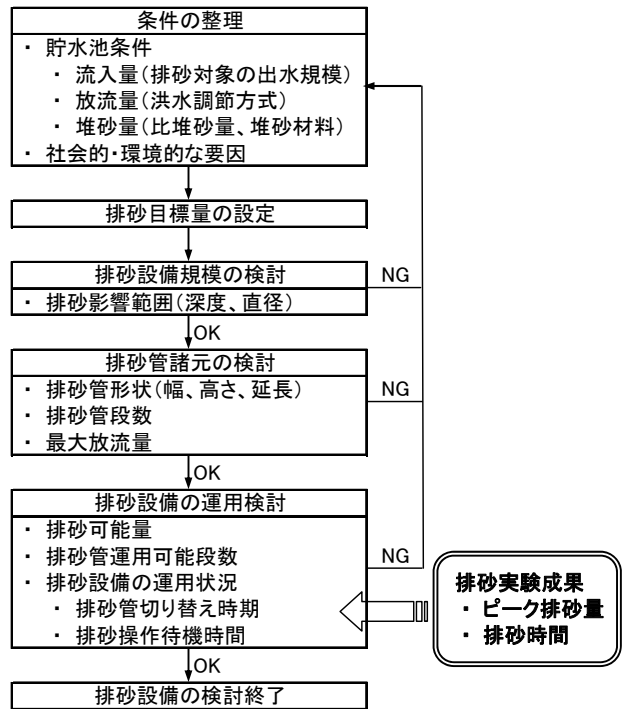 条件の整理
・ 貯水池条件
・ 流入量(排砂対象の出水規模)
・ 放流量(洪水調節方式)
・ 堆砂量(比堆砂量、堆砂材料)
・ 社会的・環境的な要因
排砂目標量の設定
排砂設備規模の検討
NG
・ 排砂影響範囲(深度、直径)
OK
排砂管諸元の検討
・ 排砂管形状(幅、高さ、延長)
NG
・ 排砂管段数
・ 最大放流量
OK
排砂設備の運用検討
・ 排砂可能量
・ 排砂管運用可能段数
NG
・ 排砂設備の運用状況
・ 排砂管切り替え時期
・ 排砂操作待機時間
排砂実験成果
・ ピーク排砂量
・ 排砂時間
OK
排砂設備の検討終了